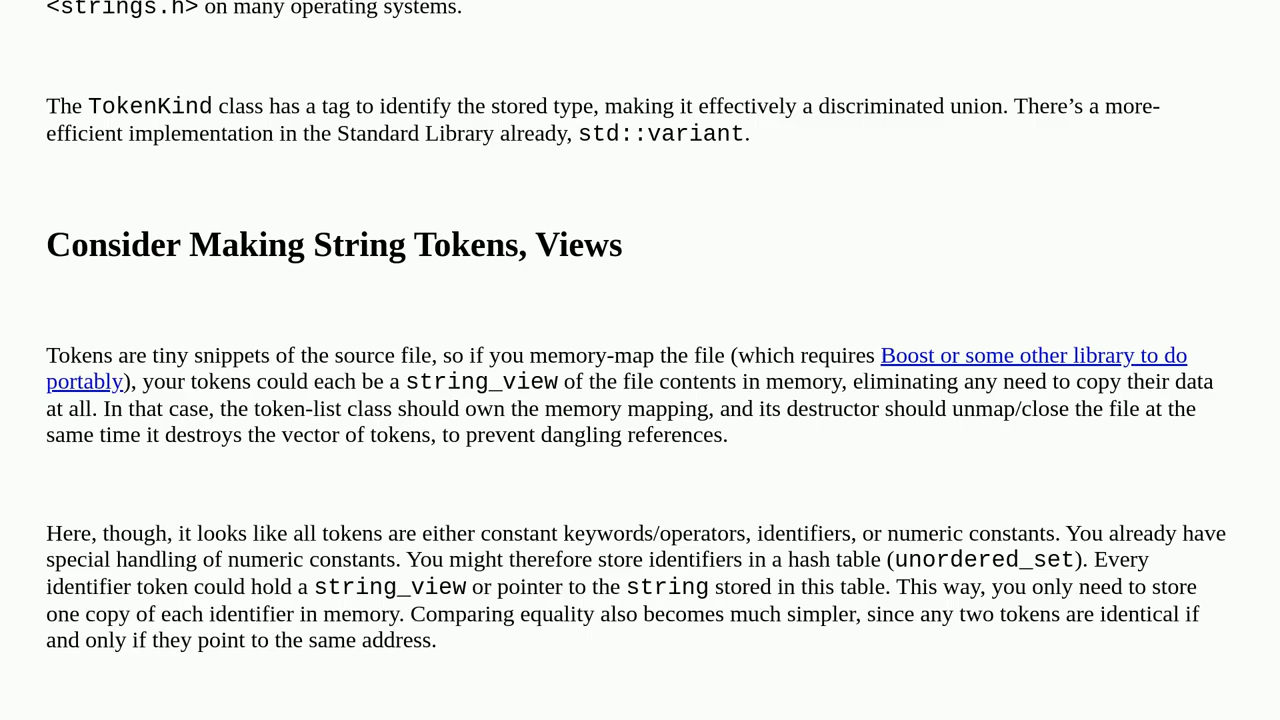 <strings.h> on many operating systems.
The TokenKind class has a tag to identify the stored type, making it effectively a discriminated union. There’s a more-
efficient implementation in the Standard Library already, std::variant.
Consider Making String Tokens, Views
Tokens are tiny snippets of the source file, so if you memory-map the file (which requires Boost or some other library to do
portably), your tokens could each be a string_view of the file contents in memory, eliminating any need to copy their data
at all. In that case, the token-list class should own the memory mapping, and its destructor should unmap/close the file at the
same time it destroys the vector of tokens, to prevent dangling references.
Here, though, it looks like all tokens are either constant keywords/operators, identifiers, or numeric constants. You already have
special handling of numeric constants. You might therefore store identifiers in a hash table (unordered_set). Every
identifier token could hold a string_view or pointer to the string stored in this table. This way, you only need to store
one copy of each identifier in memory. Comparing equality also becomes much simpler, since any two tokens are identical if
and only if they point to the same address.